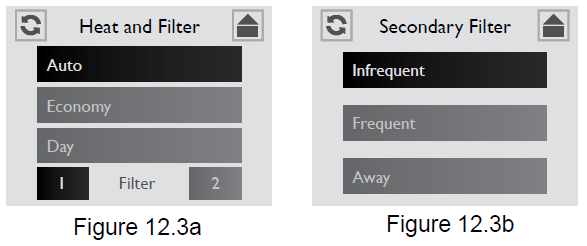 Heat and Filter
Auto
Economy
Day
1 Filter 2
Figure 12.3a
Secondary Filter
Infrequent
Frequent
Away
Figure 12.3b